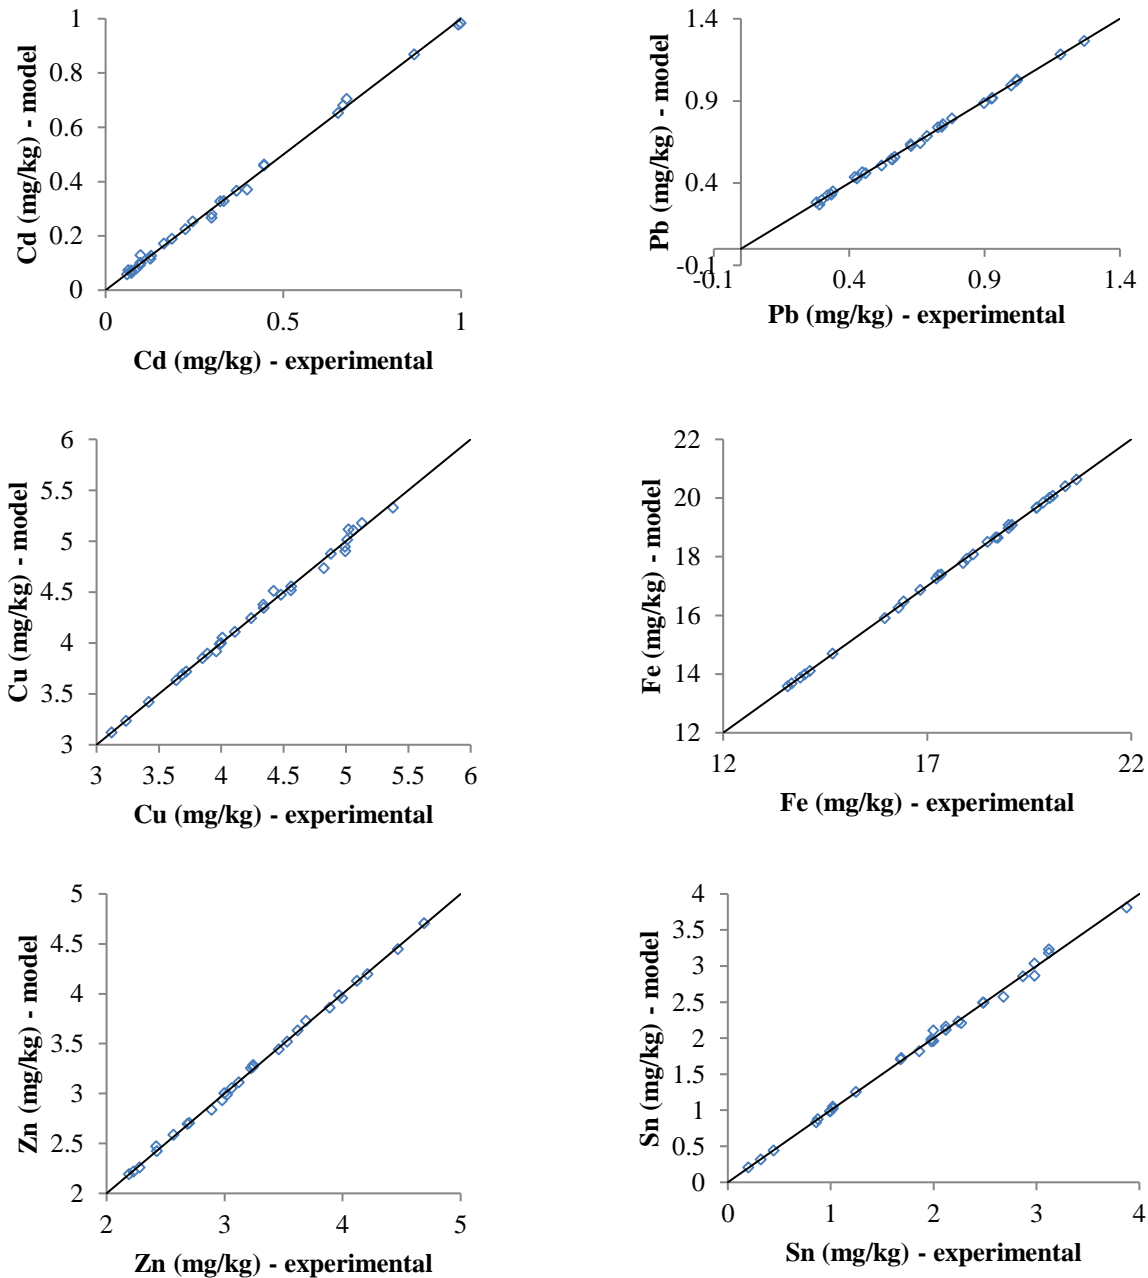 Cd (mg/kg) - model
1
0.8
0.6
0.4
0.2
0
0 0.5 1
Cd (mg/kg) - experimental
Pb (mg/kg) - model
1.4
0.9
0.4
-0.1
-0.1 0.4 0.9 1.4
Pb (mg/kg) - experimental
Cu (mg/kg) - model
6
5.5
5
4.5
4
3.5
3
3 3.5 4 4.5 5 5.5 6
Cu (mg/kg) - experimental
Fe (mg/kg) - model
22
20
18
16
14
12
12 17 22
Fe (mg/kg) - experimental
Zn (mg/kg) - model
5
4.5
4
3.5
3
2.5
2
2 3 4 5
Zn (mg/kg) - experimental
Sn (mg/kg) - model
4
3.5
3
2.5
2
1.5
1
0.5
0
0 1 2 3 4
Sn (mg/kg) - experimental